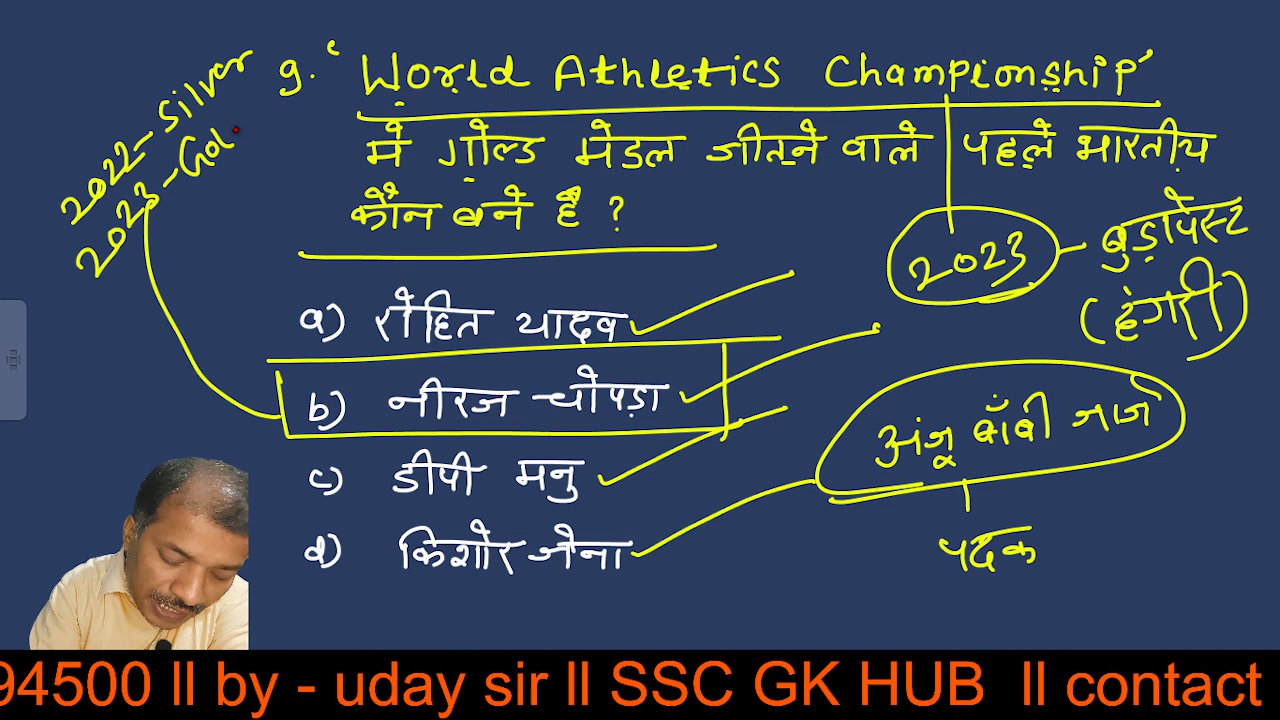 9. 'World Athletics Championship'
में गोल्ड मेडल जीतने वाले पहले भारतीय
कौन बने है ?
2022 - Silver
2023 - Gol
2023 - बुडापेस्ट
(हंगरी)
a) रोहित यादव
b) नीरज चोपड़ा
c) डीपी मनु
d) किशोर जैना
अंजू बॉबी जार्ज
पदक
94500 ll by - uday sir ll SSC GK HUB ll contact